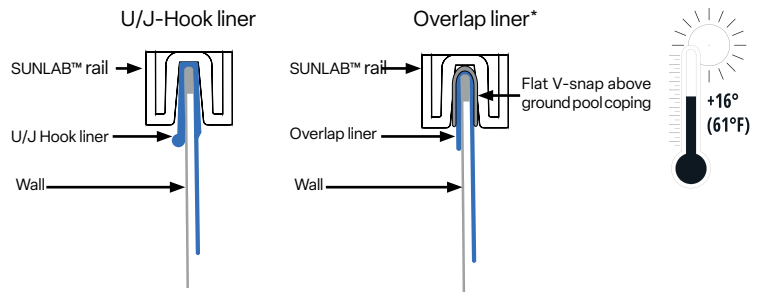 U/J-Hook liner
SUNLAB™ rail
U/J Hook liner
Wall
Overlap liner*
SUNLAB™ rail
Flat V-snap above
ground pool coping
Overlap liner
Wall
+16°
(61°F)